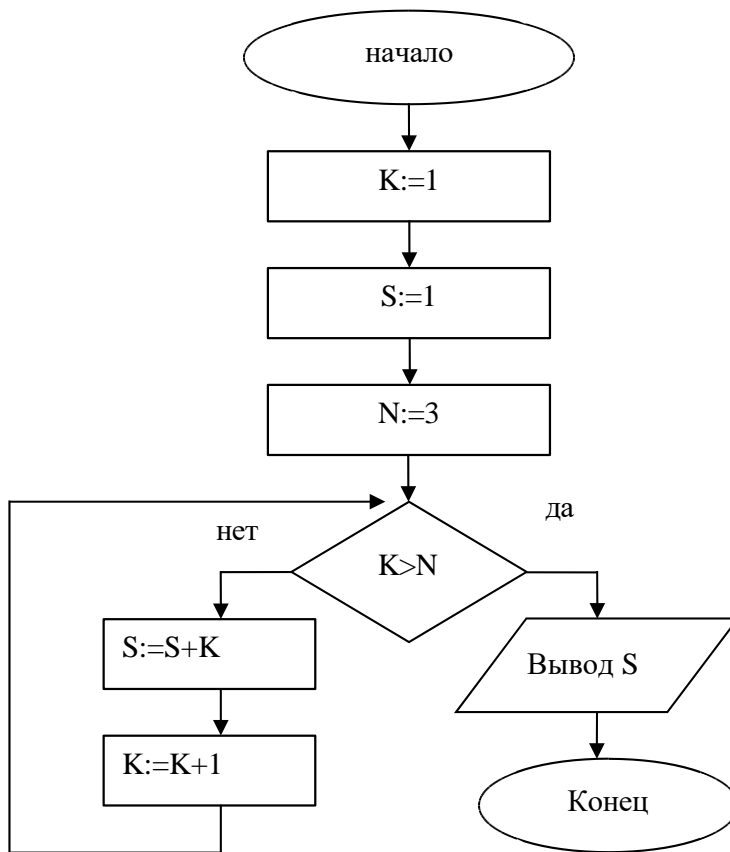 начало
K:=1
S:=1
N:=3
нет
да
K>N
S:=S+K
Вывод S
K:=K+1
Конец